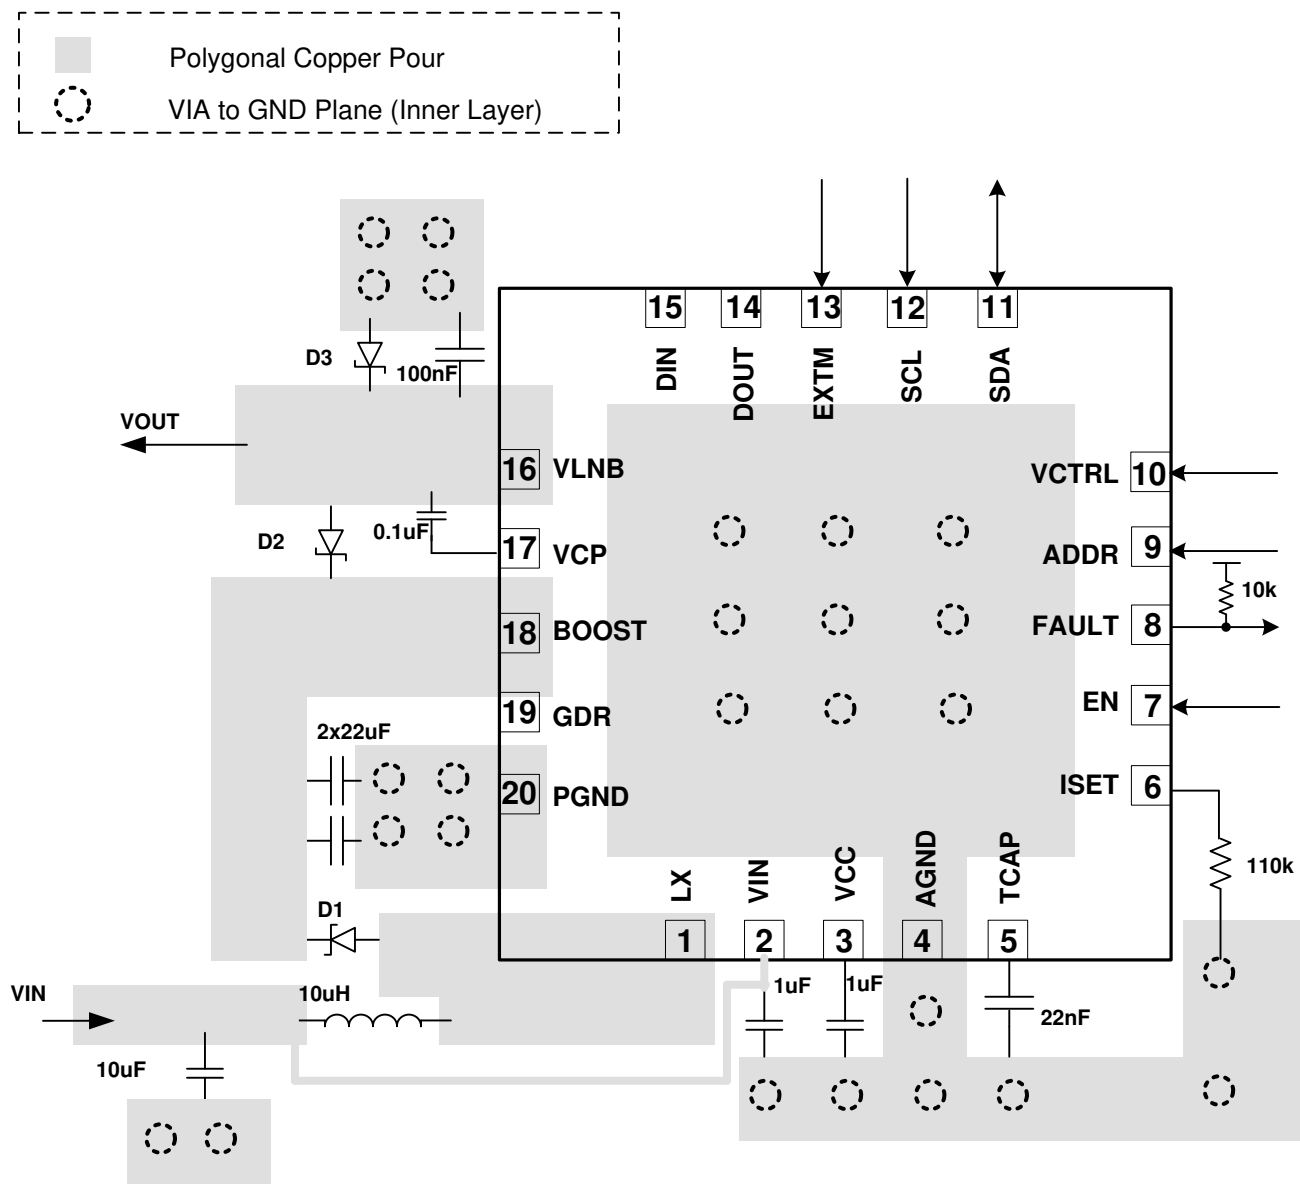 Polygonal Copper Pour
VIA to GND Plane (Inner Layer)
15
14
13
12
11
DIN
DOUT
EXTM
SCL
SDA
D3
100nF
VOUT
16 VLNB
VCTRL 10
D2
0.1uF
17 VCP
ADDR 9
10k
18 BOOST
FAULT 8
19 GDR
EN 7
2x22uF
20 PGND
ISET 6
LX
VIN
VCC
AGND
TCAP
110k
D1
1
2
3
4
5
VIN
10uH
1uF
1uF
22nF
10uF